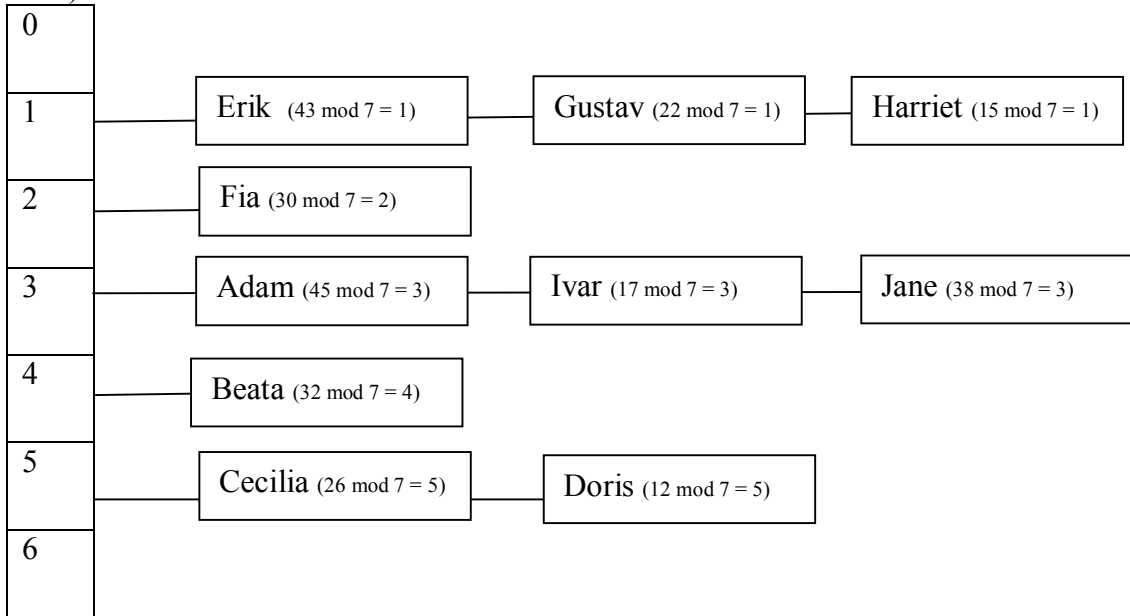 0
1
Erik (43 mod 7 = 1)
Gustav (22 mod 7 = 1)
Harriet (15 mod 7 = 1)
2
Fia (30 mod 7 = 2)
3
Adam (45 mod 7 = 3)
Ivar (17 mod 7 = 3)
Jane (38 mod 7 = 3)
4
Beata (32 mod 7 = 4)
5
Cecilia (26 mod 7 = 5)
Doris (12 mod 7 = 5)
6